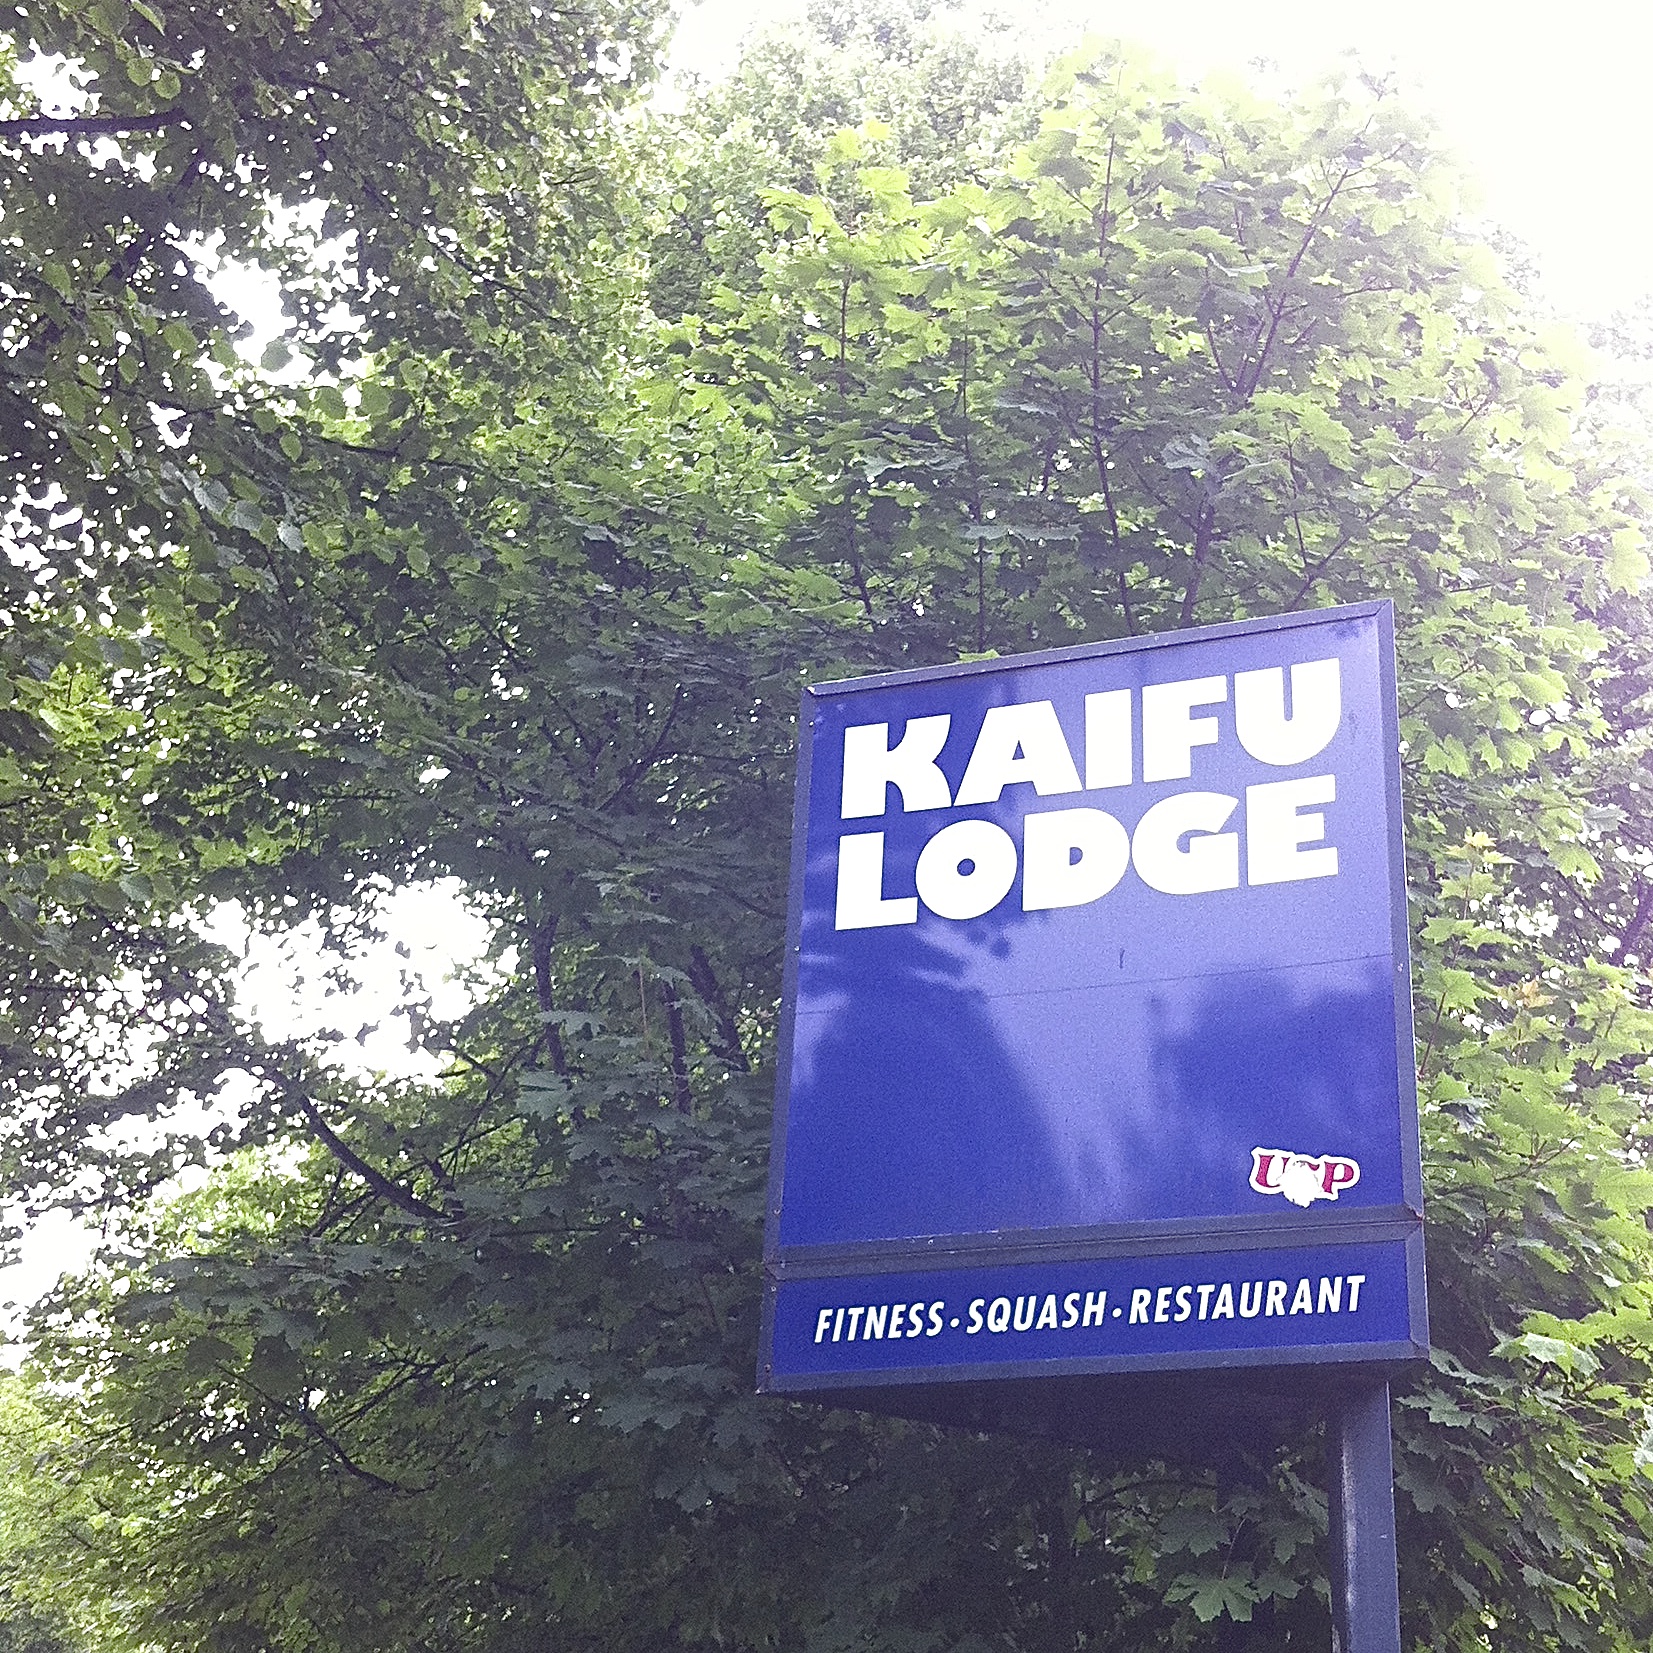 KAIFU
LODGE
FITNESS · SQUASH · RESTAURANT